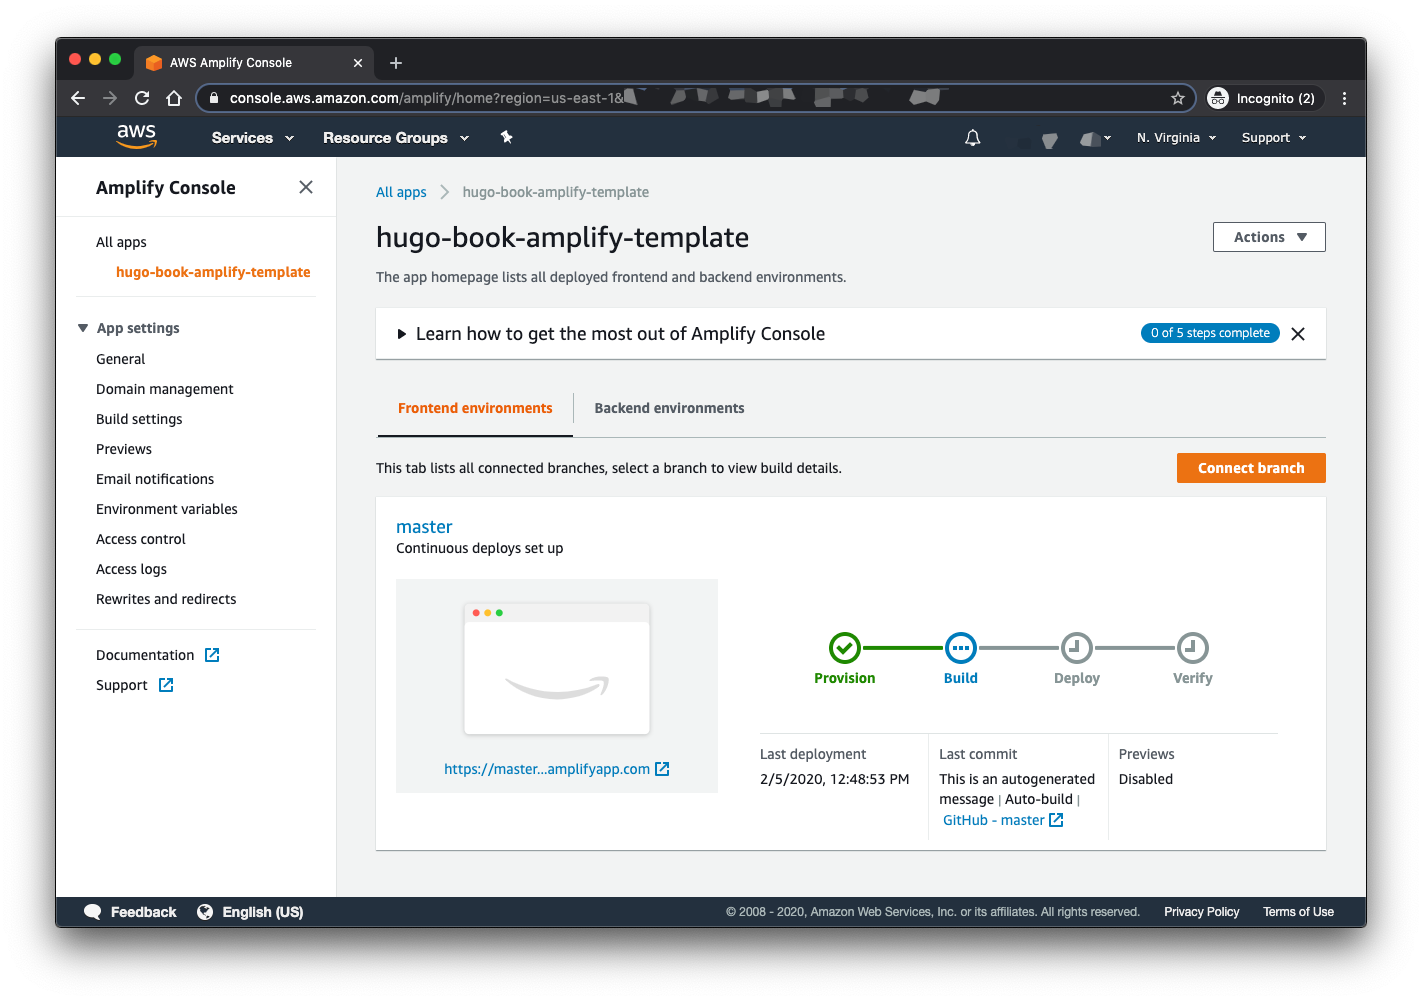 AWS Amplify Console
console.aws.amazon.com/amplify/home?region=us-east-1&
Incognito (2)
aws
Services
Resource Groups
N. Virginia
Support
Amplify Console
All apps
hugo-book-amplify-template
App settings
General
Domain management
Build settings
Previews
Email notifications
Environment variables
Access control
Access logs
Rewrites and redirects
Documentation
Support
All apps
hugo-book-amplify-template
hugo-book-amplify-template
Actions
The app homepage lists all deployed frontend and backend environments.
Learn how to get the most out of Amplify Console
0 of 5 steps complete
Frontend environments
Backend environments
This tab lists all connected branches, select a branch to view build details.
Connect branch
master
Continuous deploys set up
https://master...amplifyapp.com
Provision
Build
Deploy
Verify
Last deployment
2/5/2020, 12:48:53 PM
Last commit
This is an autogenerated
message | Auto-build |
GitHub - master
Previews
Disabled
Feedback
English (US)
© 2008 - 2020, Amazon Web Services, Inc. or its affiliates. All rights reserved.
Privacy Policy
Terms of Use